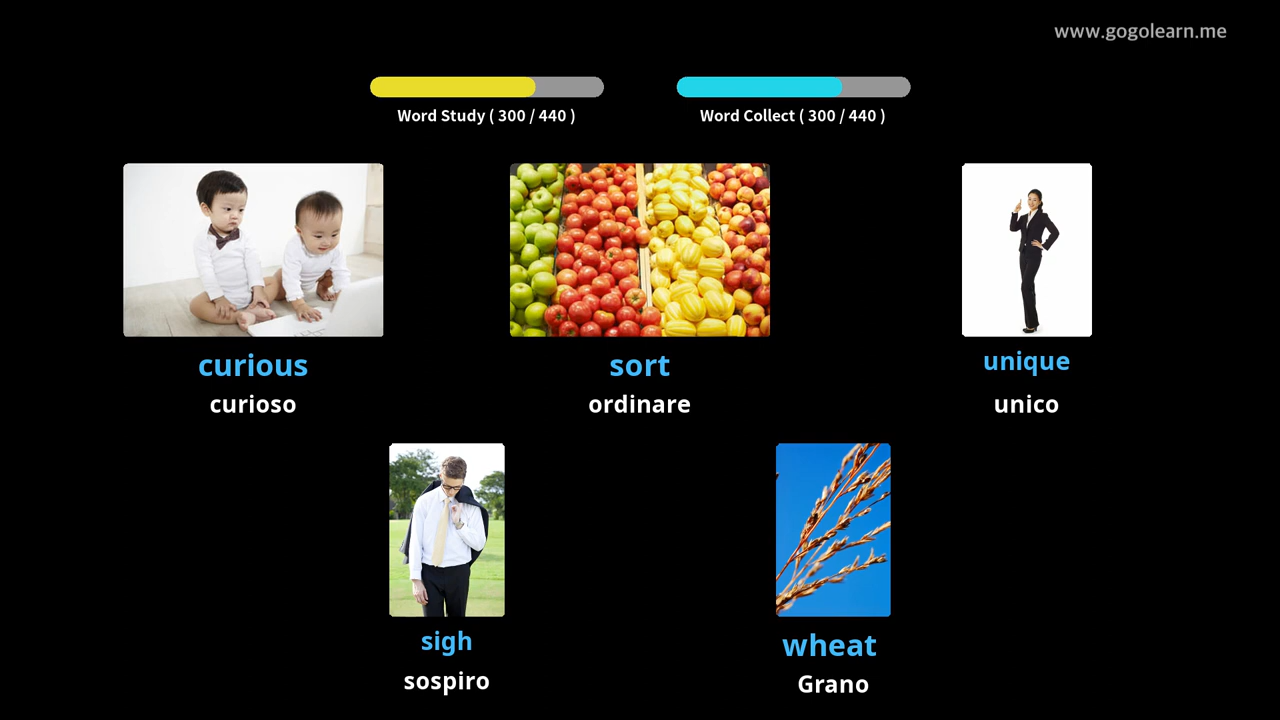 www.gogolearn.me
Word Study ( 300 / 440 )
Word Collect ( 300 / 440 )
curious
curioso
sort
ordinare
unique
unico
sigh
sospiro
wheat
Grano